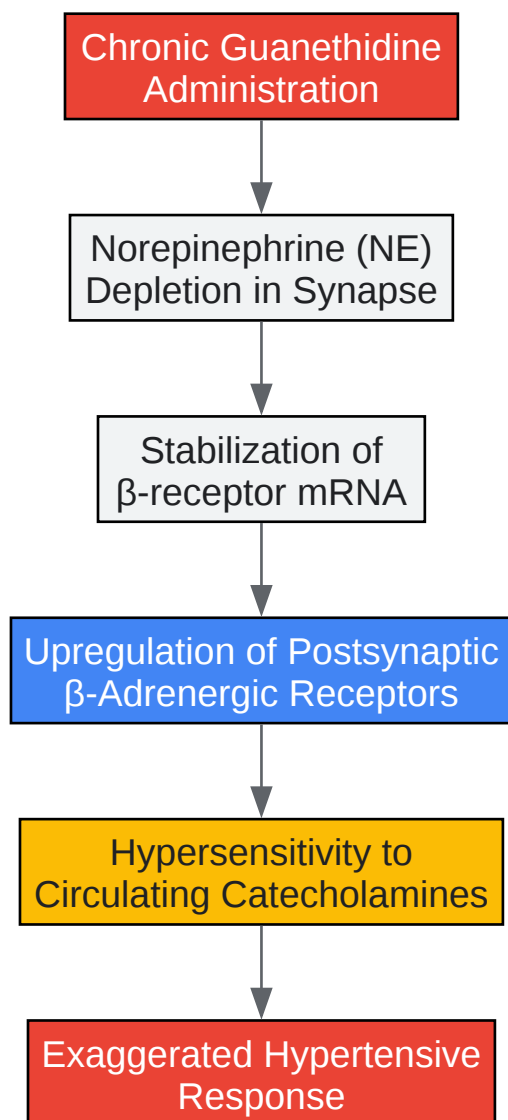 Chronic Guanethidine
Administration
Norepinephrine (NE)
Depletion in Synapse
Stabilization of
β-receptor mRNA
Upregulation of Postsynaptic
β-Adrenergic Receptors
Hypersensitivity to
Circulating Catecholamines
Exaggerated Hypertensive
Response